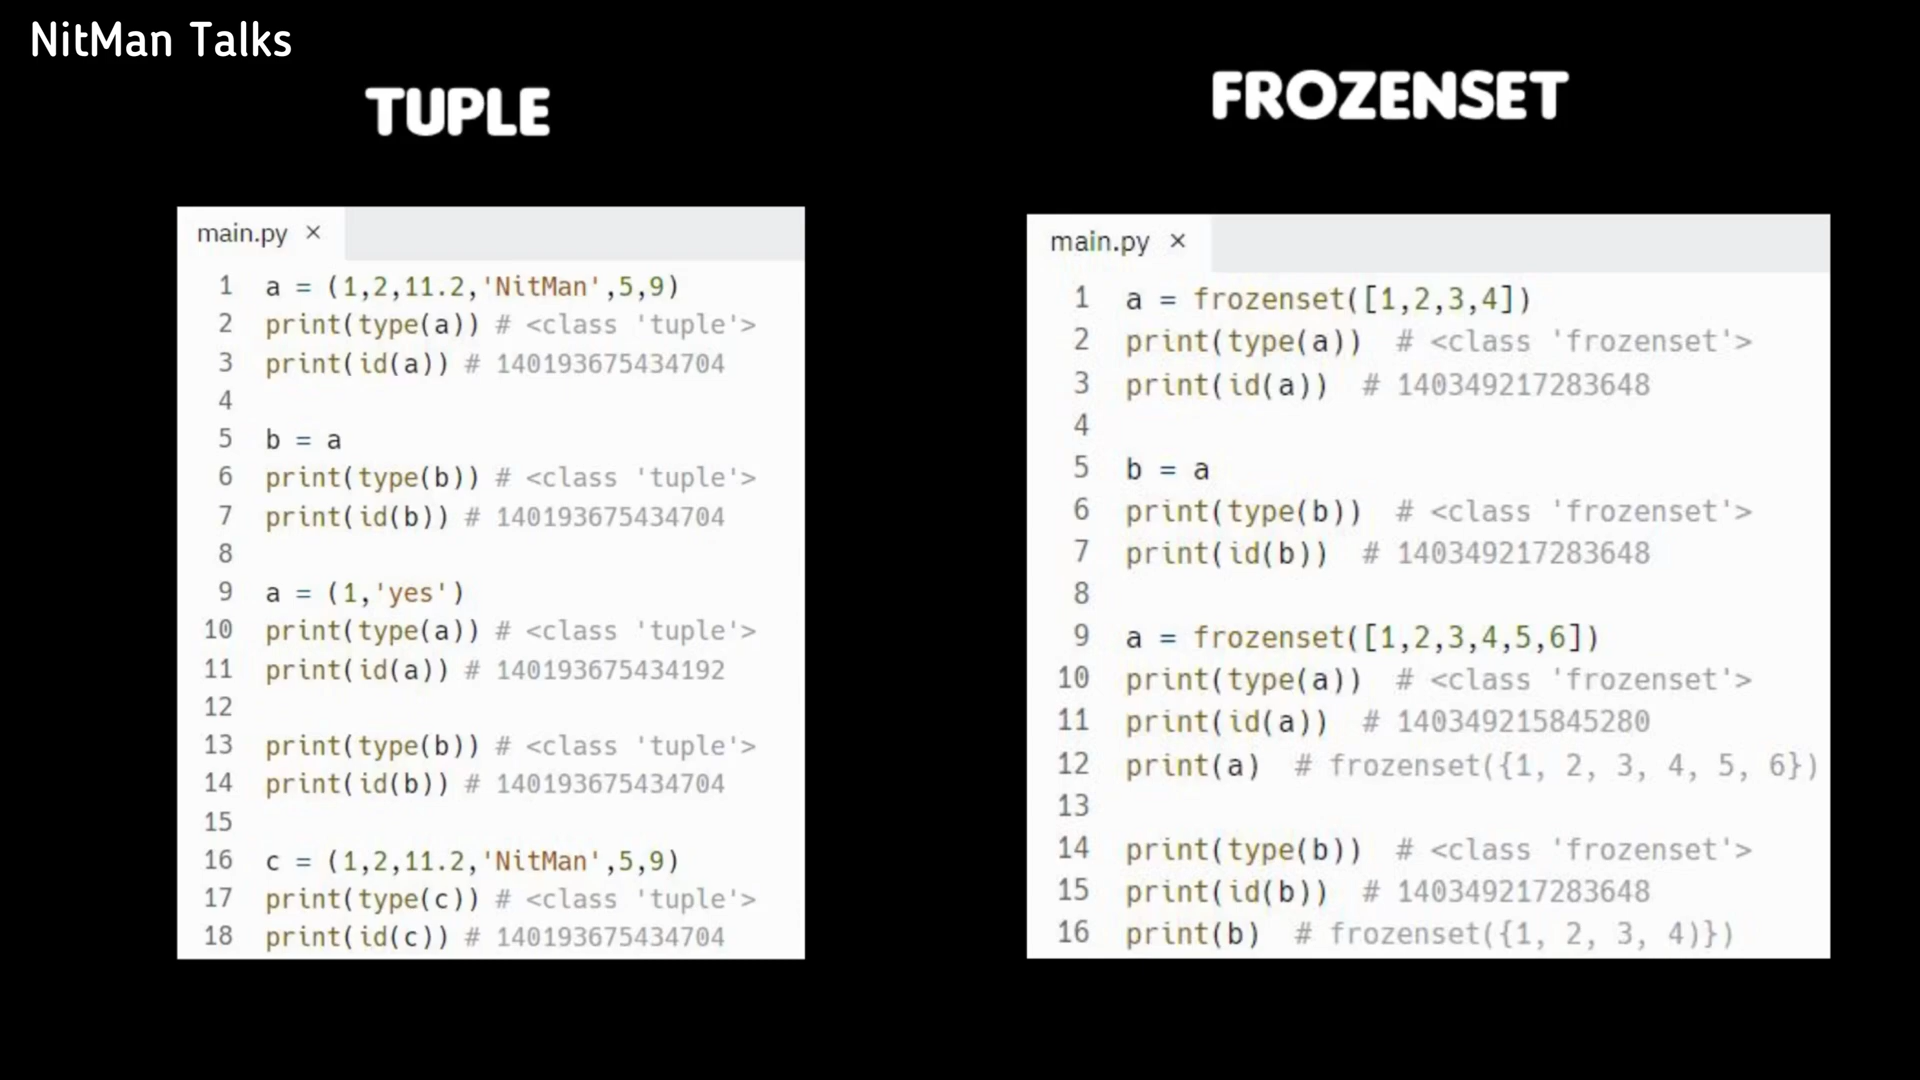 NitMan Talks
TUPLE
main.py ×
1 a = (1,2,11.2,'NitMan',5,9)
2 print(type(a)) # <class 'tuple'>
3 print(id(a)) # 140193675434704
4
5 b = a
6 print(type(b)) # <class 'tuple'>
7 print(id(b)) # 140193675434704
8
9 a = (1,'yes')
10 print(type(a)) # <class 'tuple'>
11 print(id(a)) # 140193675434192
12
13 print(type(b)) # <class 'tuple'>
14 print(id(b)) # 140193675434704
15
16 c = (1,2,11.2,'NitMan',5,9)
17 print(type(c)) # <class 'tuple'>
18 print(id(c)) # 140193675434704
FROZENSET
main.py ×
1 a = frozenset([1,2,3,4])
2 print(type(a)) # <class 'frozenset'>
3 print(id(a)) # 140349217283648
4
5 b = a
6 print(type(b)) # <class 'frozenset'>
7 print(id(b)) # 140349217283648
8
9 a = frozenset([1,2,3,4,5,6])
10 print(type(a)) # <class 'frozenset'>
11 print(id(a)) # 140349215845280
12 print(a) # frozenset({1, 2, 3, 4, 5, 6})
13
14 print(type(b)) # <class 'frozenset'>
15 print(id(b)) # 140349217283648
16 print(b) # frozenset({1, 2, 3, 4)})